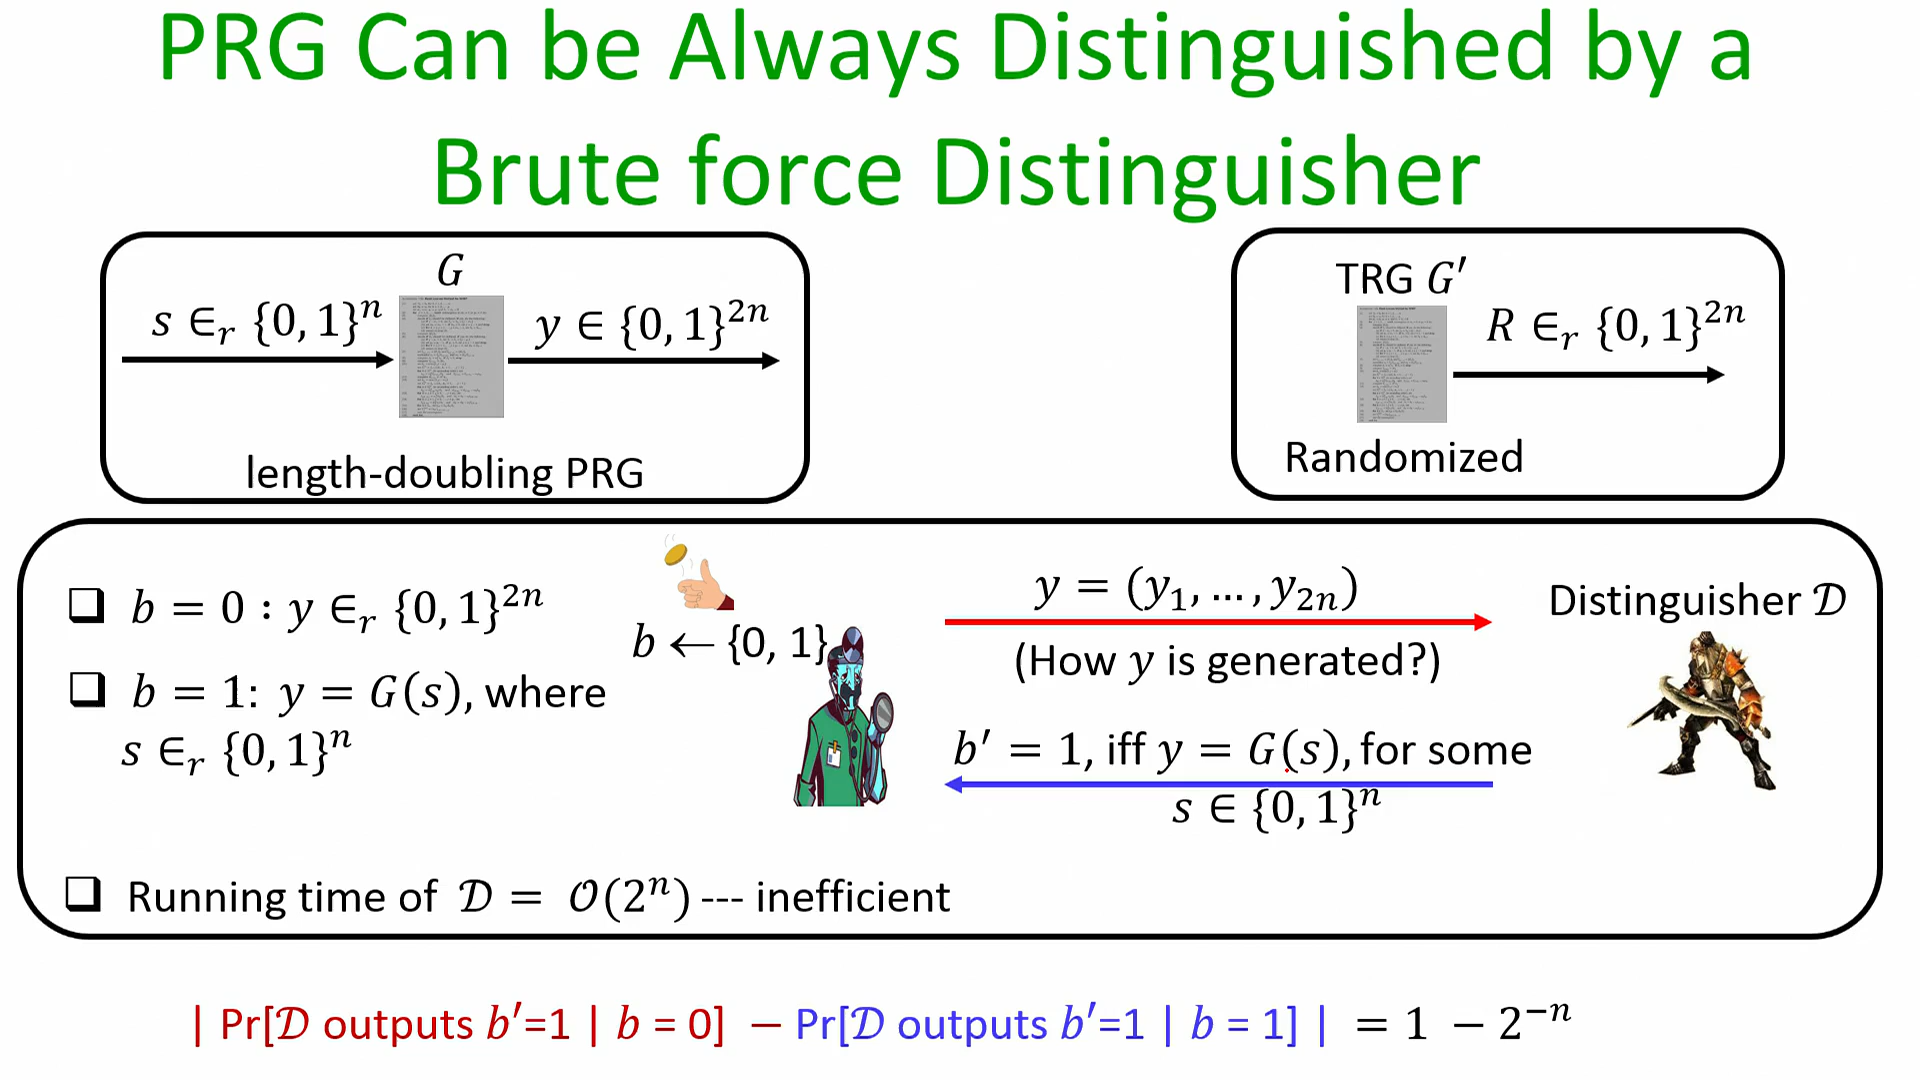 PRG Can be Always Distinguished by a
Brute force Distinguisher
G
s ∈ᵣ {0, 1}ⁿ
y ∈ {0, 1}²ⁿ
length-doubling PRG
TRG G′
R ∈ᵣ {0, 1}²ⁿ
Randomized
❑ b = 0 : y ∈ᵣ {0, 1}²ⁿ
❑ b = 1: y = G(s), where
s ∈ᵣ {0, 1}ⁿ
b ← {0, 1}
y = (y₁, … , y₂ₙ)
(How y is generated?)
Distinguisher 𝒟
b′ = 1, iff y = G(s), for some
s ∈ {0, 1}ⁿ
❑ Running time of 𝒟 = 𝒪(2ⁿ) --- inefficient
| Pr[𝒟 outputs b′=1 | b = 0] − Pr[𝒟 outputs b′=1 | b = 1] | = 1 − 2⁻ⁿ